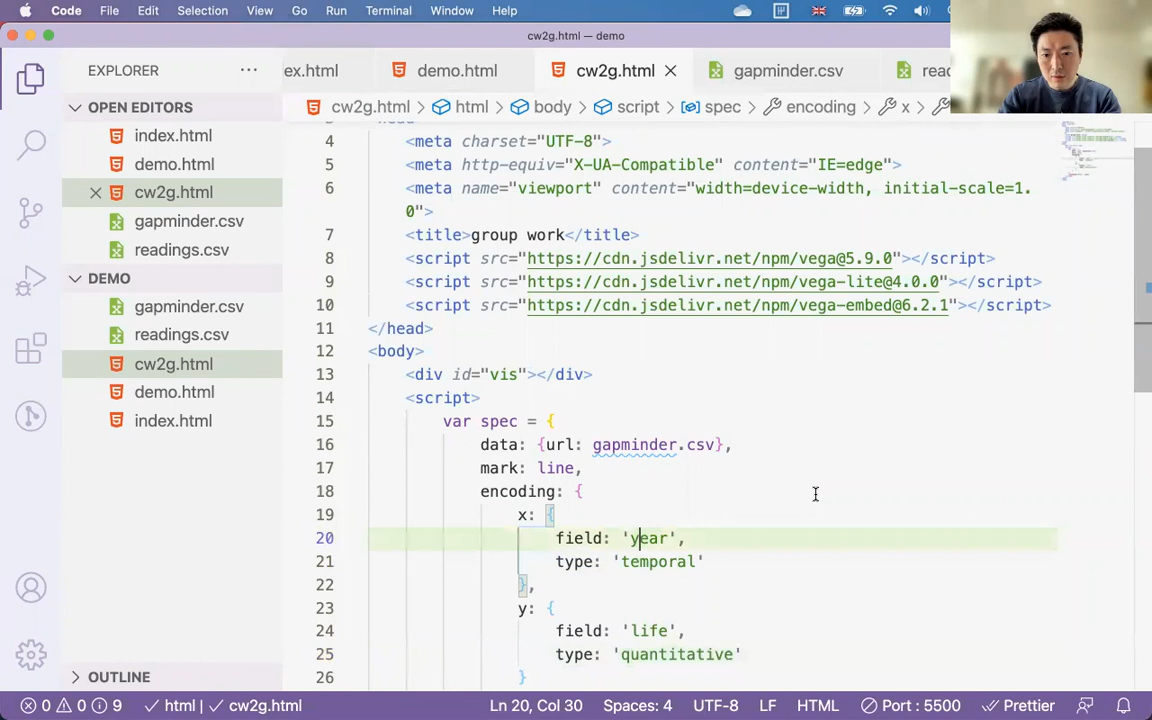 Code File Edit Selection View Go Run Terminal Window Help
cw2g.html — demo
EXPLORER
ex.html demo.html cw2g.html gapminder.csv
OPEN EDITORS
index.html
demo.html
cw2g.html
gapminder.csv
readings.csv
DEMO
gapminder.csv
readings.csv
cw2g.html
demo.html
index.html
OUTLINE
cw2g.html > html > body > script > spec > encoding > x >
4 <meta charset="UTF-8">
5 <meta http-equiv="X-UA-Compatible" content="IE=edge">
6 <meta name="viewport" content="width=device-width, initial-scale=1.
0">
7 <title>group work</title>
8 <script src="https://cdn.jsdelivr.net/npm/vega@5.9.0"></script>
9 <script src="https://cdn.jsdelivr.net/npm/vega-lite@4.0.0"></script>
10 <script src="https://cdn.jsdelivr.net/npm/vega-embed@6.2.1"></script>
11 </head>
12 <body>
13 <div id="vis"></div>
14 <script>
15 var spec = {
16 data: {url: gapminder.csv},
17 mark: line,
18 encoding: {
19 x: {
20 field: 'year',
21 type: 'temporal'
22 },
23 y: {
24 field: 'life',
25 type: 'quantitative'
26 }
0 0 9 html | cw2g.html Ln 20, Col 30 Spaces: 4 UTF-8 LF HTML Port : 5500 Prettier